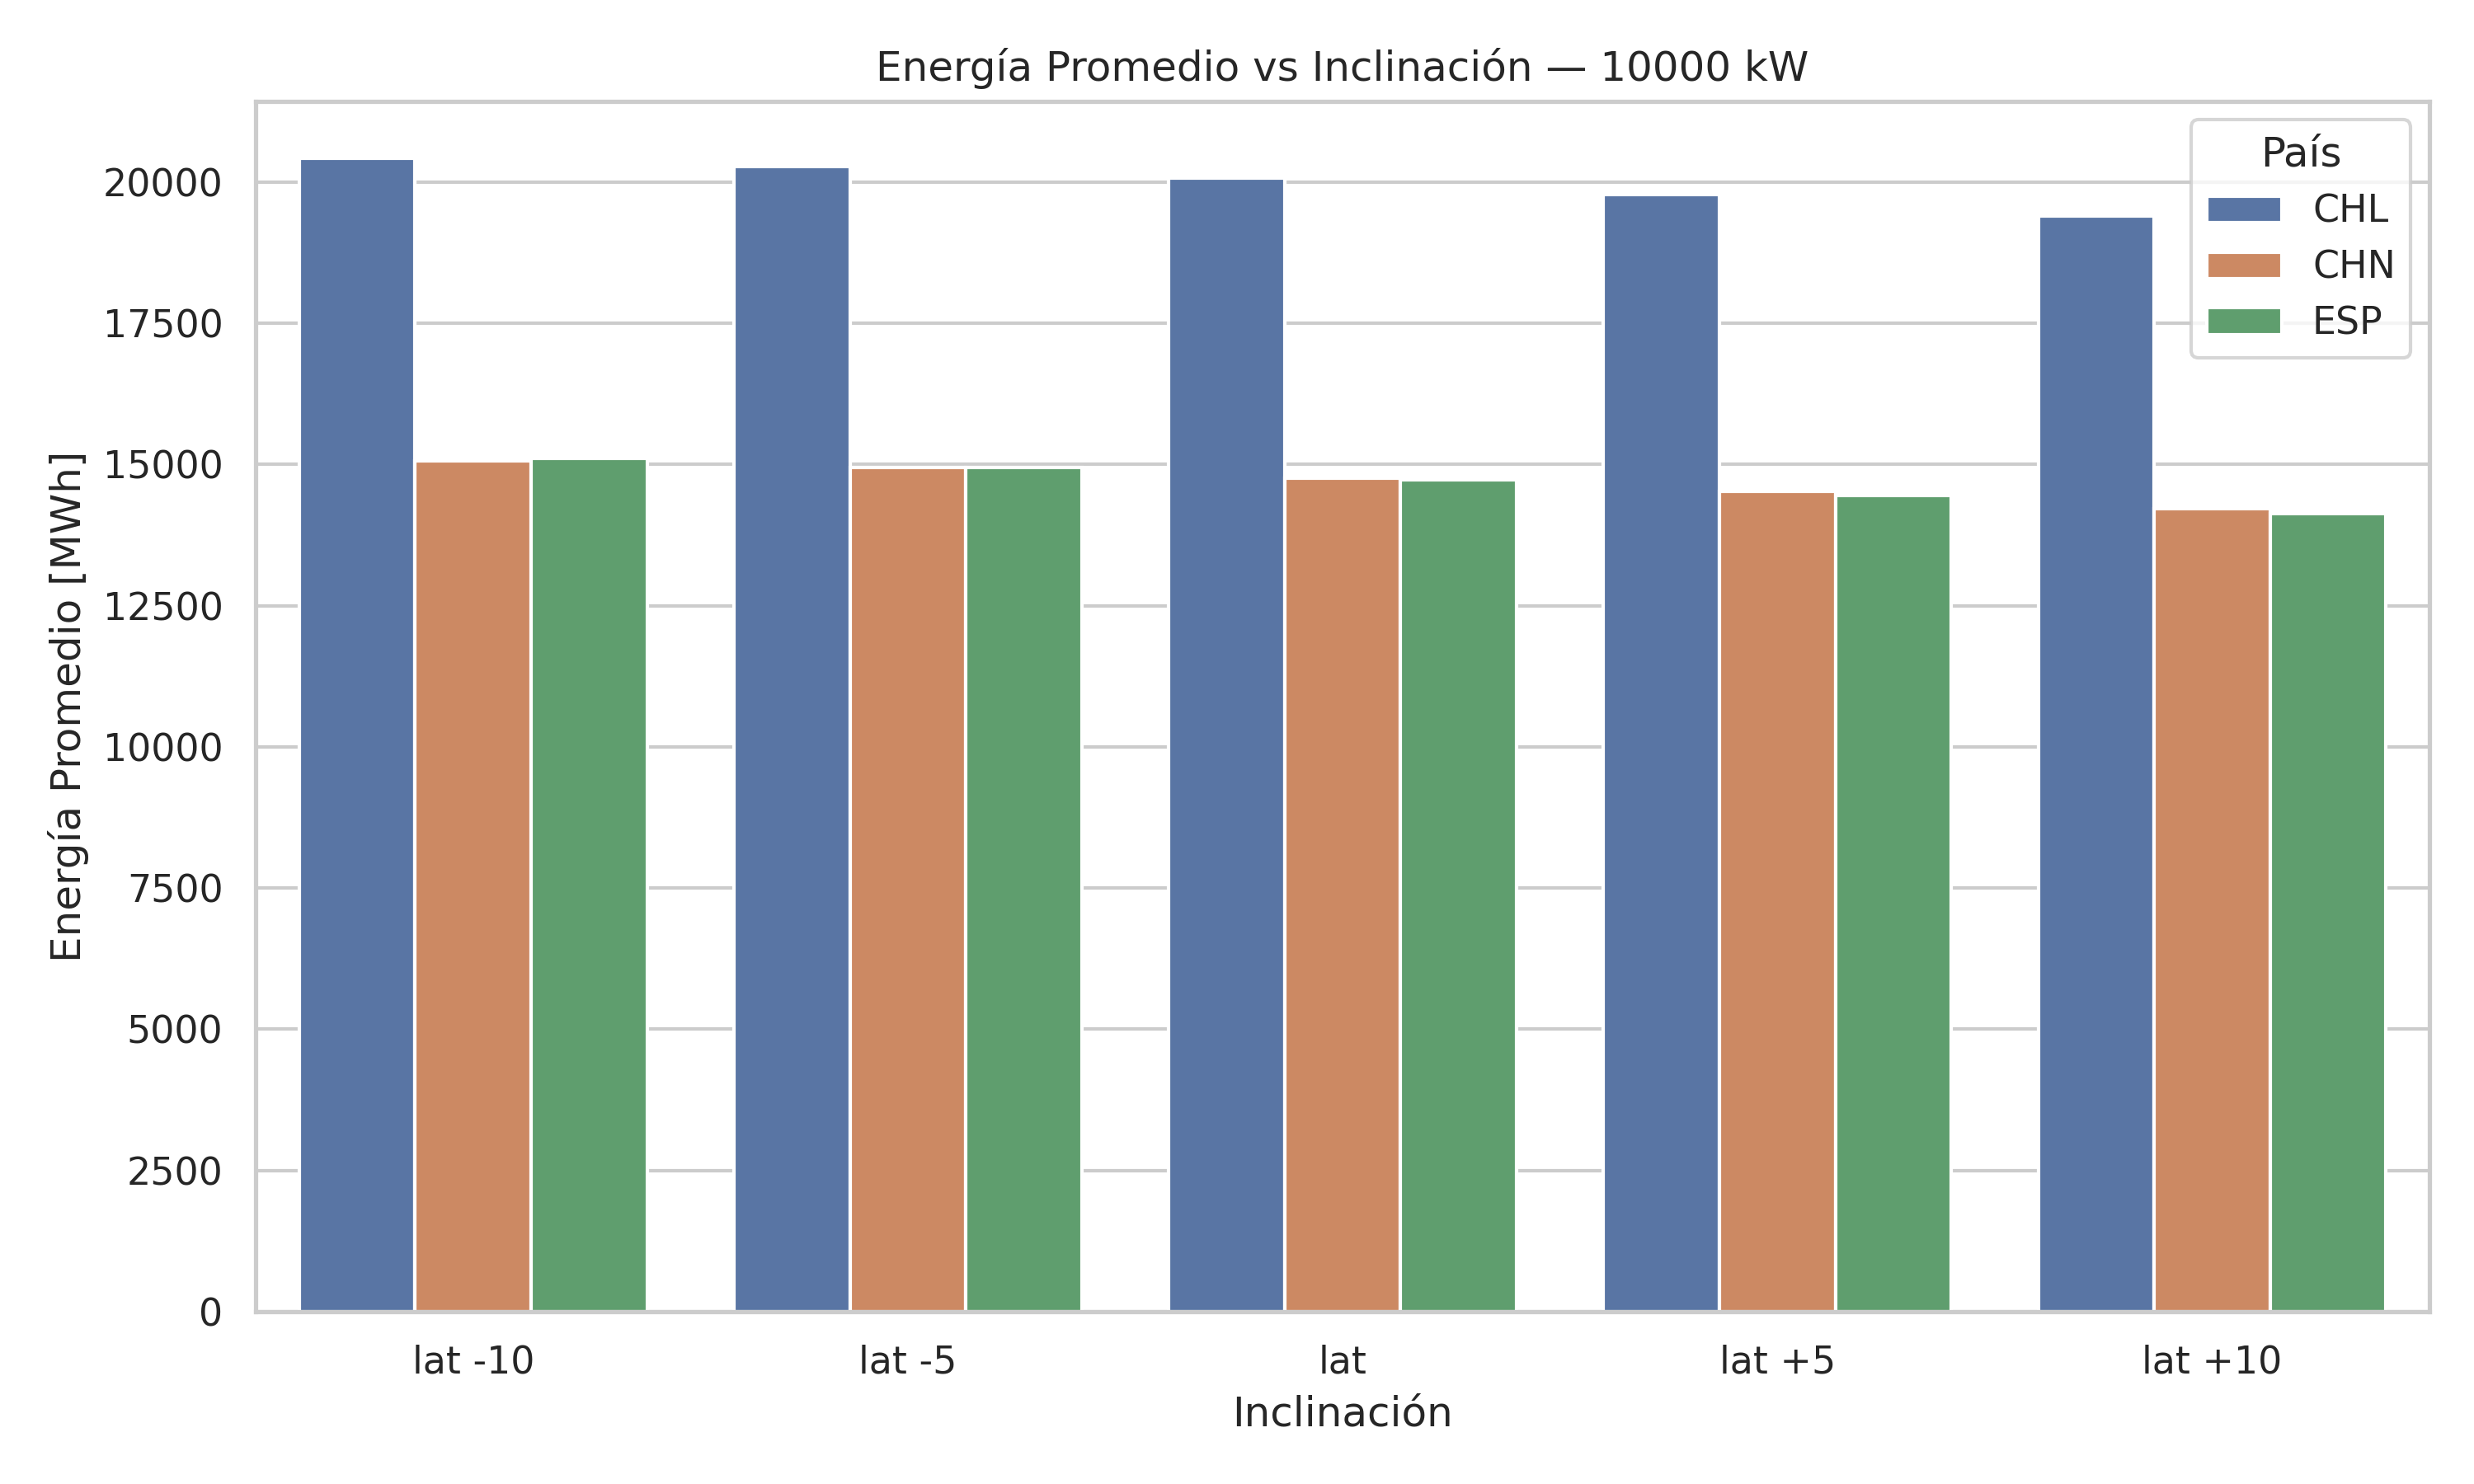 Energía Promedio vs Inclinación — 10000 kW
País
CHL
CHN
ESP
Energía Promedio [MWh]
20000
17500
15000
12500
10000
7500
5000
2500
0
lat -10
lat -5
lat
lat +5
lat +10
Inclinación